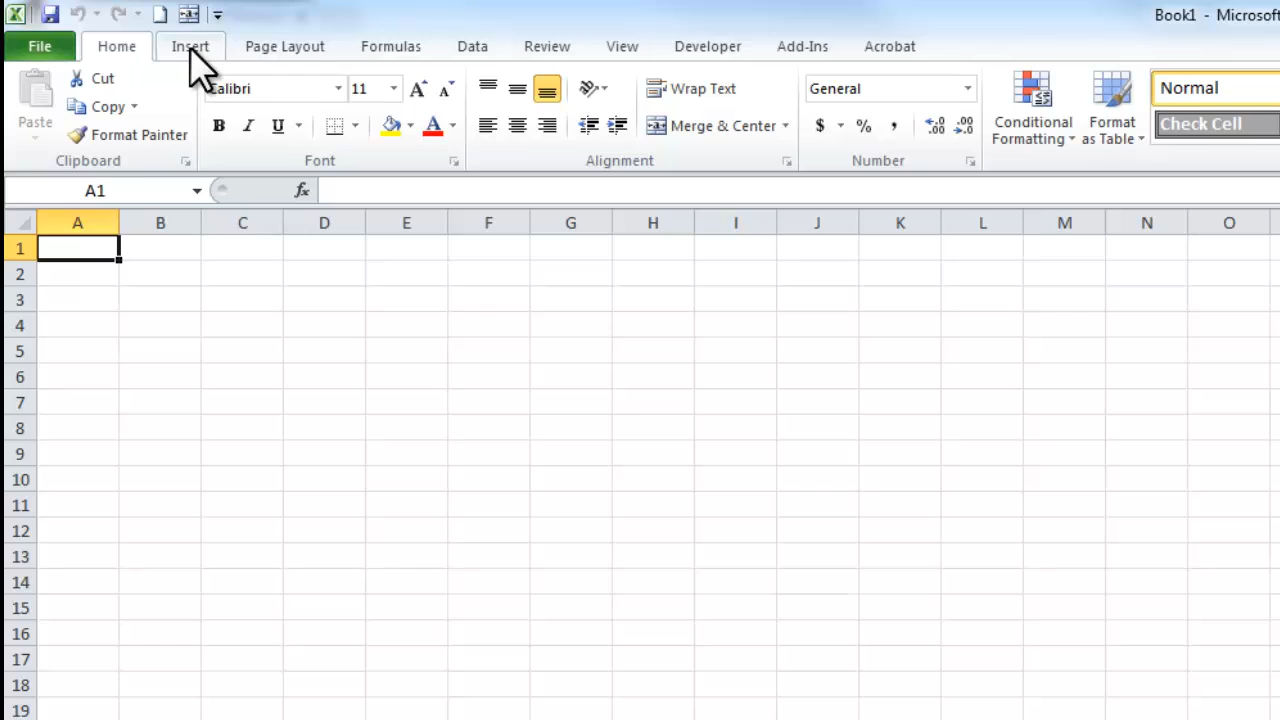 Book1 - Microsoft
File Home Insert Page Layout Formulas Data Review View Developer Add-Ins Acrobat
Cut
Copy
Format Painter
Paste
Clipboard
Calibri 11
B I U A
Font
Wrap Text
Merge & Center
Alignment
General
$ % ,
Number
Conditional
Formatting
Format
as Table
Normal
Check Cell
A1 fx
A B C D E F G H I J K L M N O
1
2
3
4
5
6
7
8
9
10
11
12
13
14
15
16
17
18
19